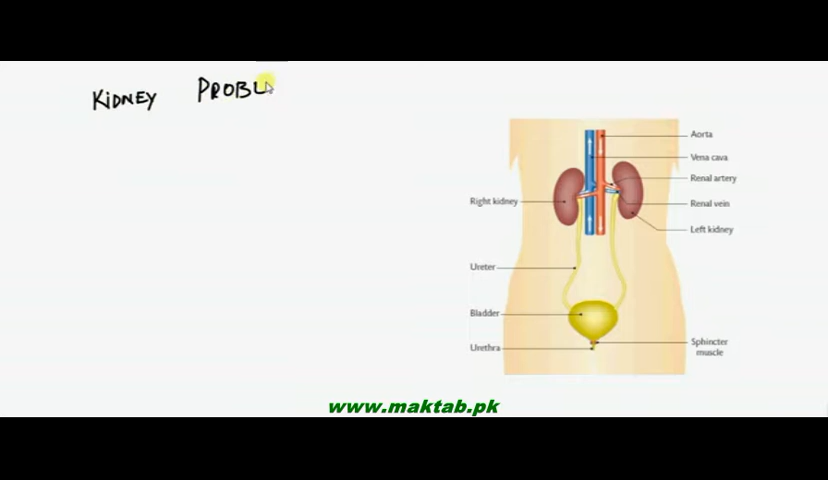 KIDNEY PROBL
Aorta
Vena cava
Renal artery
Right kidney
Renal vein
Left kidney
Ureter
Bladder
Urethra
Sphincter
muscle
www.maktab.pk